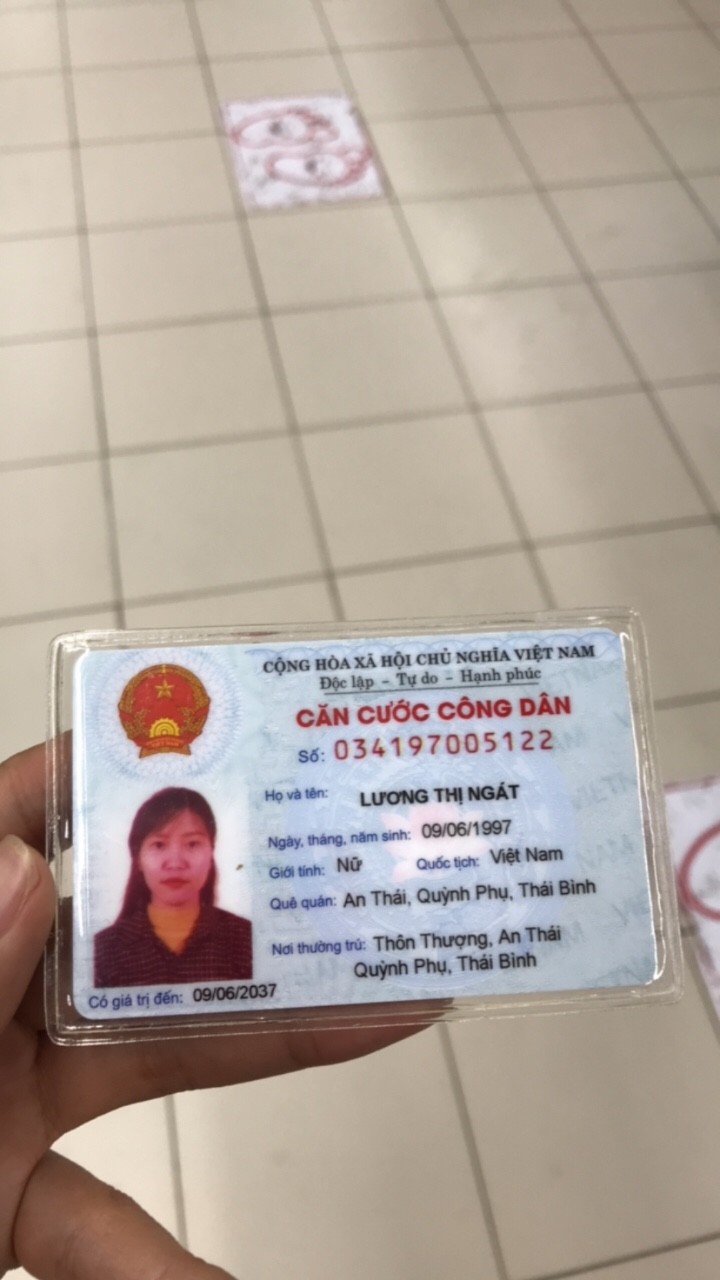 CỘNG HÒA XÃ HỘI CHỦ NGHĨA VIỆT NAM
Độc lập - Tự do - Hạnh phúc
CĂN CƯỚC CÔNG DÂN
Số: 034197005122
Họ và tên: LƯƠNG THỊ NGÁT
Ngày, tháng, năm sinh: 09/06/1997
Giới tính: Nữ Quốc tịch: Việt Nam
Quê quán: An Thái, Quỳnh Phụ, Thái Bình
Nơi thường trú: Thôn Thượng, An Thái
Quỳnh Phụ, Thái Bình
Có giá trị đến: 09/06/2037